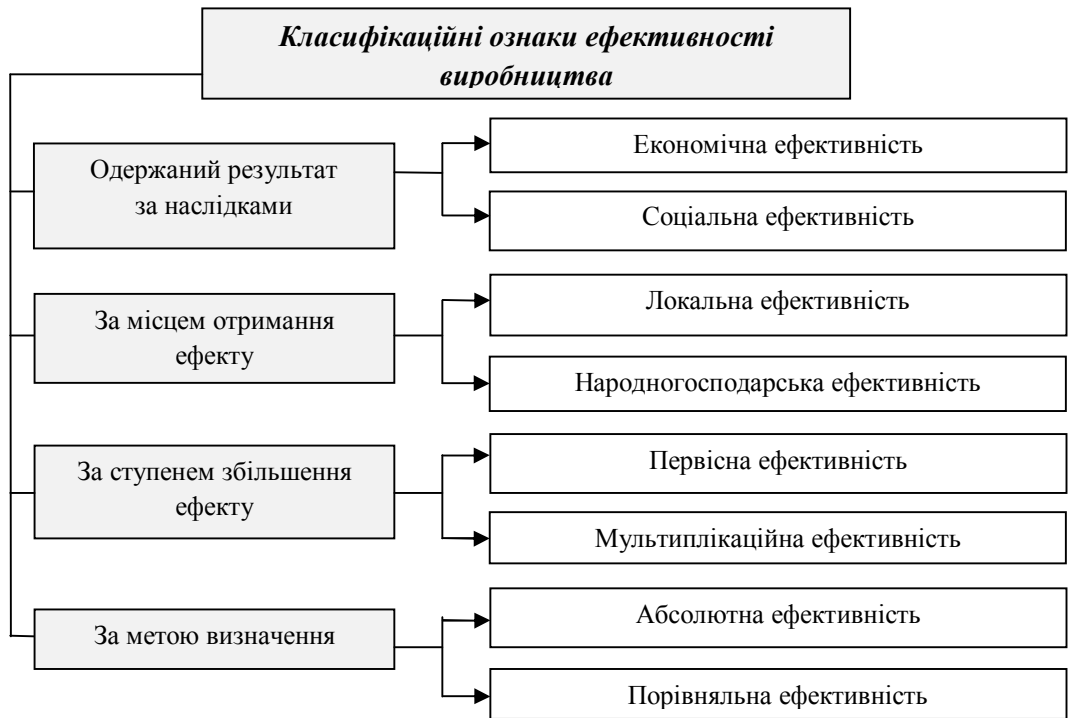 Класифікаційні ознаки ефективності
виробництва
Одержаний результат
за наслідками
Економічна ефективність
Соціальна ефективність
За місцем отримання
ефекту
Локальна ефективність
Народногосподарська ефективність
За ступенем збільшення
ефекту
Первісна ефективність
Мультиплікаційна ефективність
За метою визначення
Абсолютна ефективність
Порівняльна ефективність